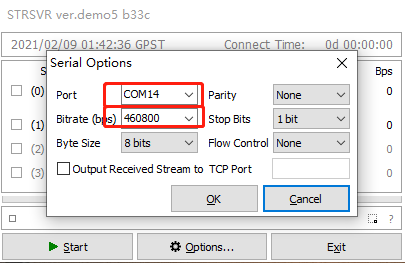 STRSVR ver.demo5 b33c
2021/02/09 01:42:36 GPST Connect Time: 0d 00:00:00
Serial Options
Bps
Port COM14 Parity None
(0) 0
Bitrate (bps) 460800 Stop Bits 1 bit
(1) 0
Byte Size 8 bits Flow Control None
(2) 0
Output Received Stream to TCP Port
(3) 0
OK Cancel
?
Start Options... Exit